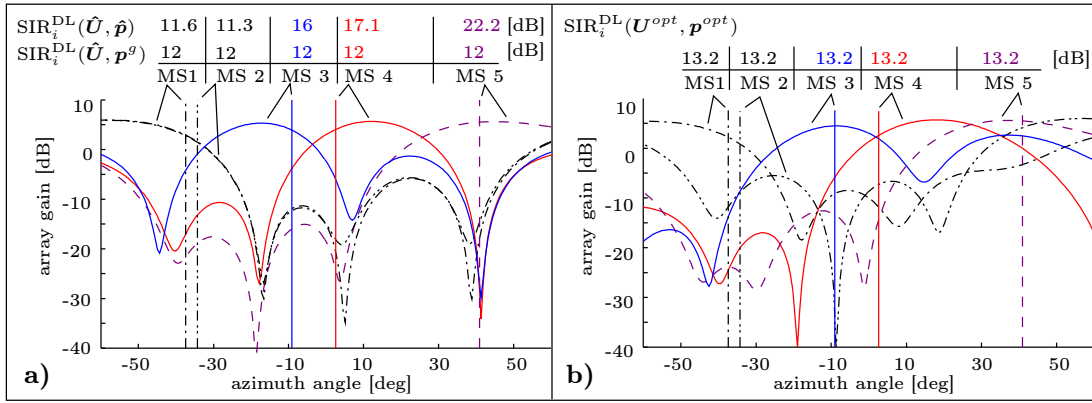 SIR_i^DL(Û, p̂) 11.6 11.3 16 17.1 22.2 [dB]
SIR_i^DL(Û, p^g) 12 12 12 12 12 [dB]
MS1 MS 2 MS 3 MS 4 MS 5
10
0
-10
-20
-30
-40
array gain [dB]
-50 -30 -10 10 30 50
azimuth angle [deg]
a)
SIR_i^DL(U^opt, p^opt)
13.2 13.2 13.2 13.2 13.2 [dB]
MS1 MS 2 MS 3 MS 4 MS 5
10
0
-10
-20
-30
-40
array gain [dB]
-50 -30 -10 10 30 50
azimuth angle [deg]
b)